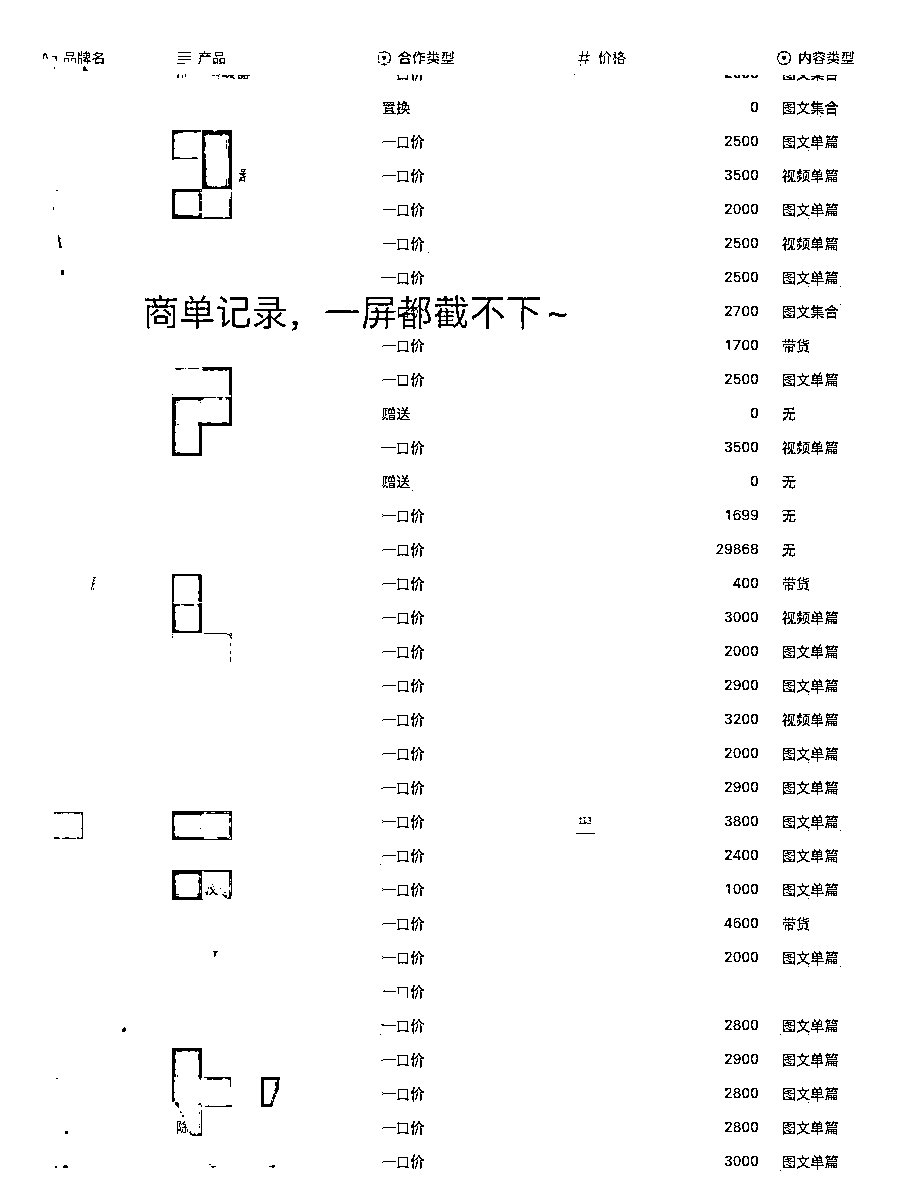 品牌名 产品 合作类型 # 价格 内容类型
置换 0 图文集合
一口价 2500 图文单篇
一口价 3500 视频单篇
一口价 2000 图文单篇
一口价 2500 视频单篇
一口价 2500 图文单篇
商单记录，一屏都截不下~
2700 图文集合
一口价 1700 带货
一口价 2500 图文单篇
赠送 0 无
一口价 3500 视频单篇
赠送 0 无
一口价 1699 无
一口价 29868 无
一口价 400 带货
一口价 3000 视频单篇
一口价 2000 图文单篇
一口价 2900 图文单篇
一口价 3200 视频单篇
一口价 2000 图文单篇
一口价 2900 图文单篇
一口价 3800 图文单篇
一口价 2400 图文单篇
一口价 1000 图文单篇
一口价 4600 带货
一口价 2000 图文单篇
一口价
一口价 2800 图文单篇
一口价 2900 图文单篇
一口价 2800 图文单篇
一口价 2800 图文单篇
一口价 3000 图文单篇